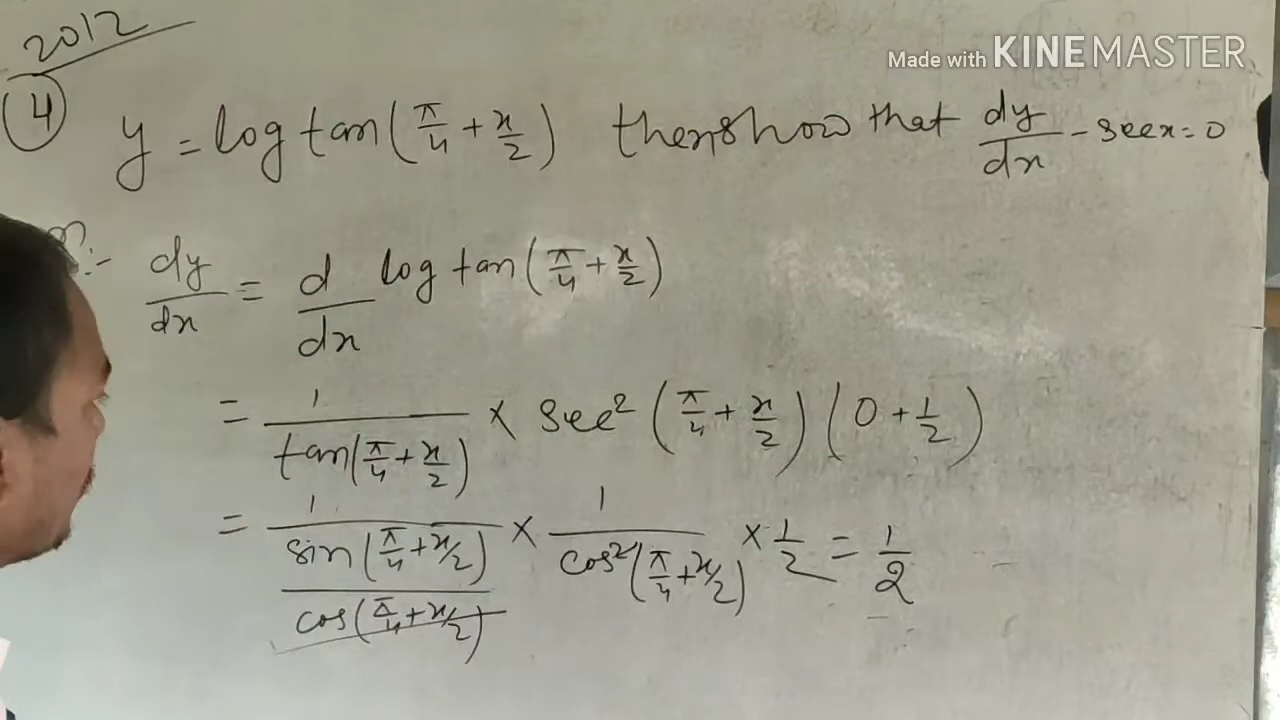 2012
Made with KINEMASTER
4 y = log tan(π/4 + x/2) then show that dy/dx - sec x = 0
dy/dx = d/dx log tan(π/4 + x/2)
= 1/tan(π/4 + x/2) × sec² (π/4 + x/2) (0 + 1/2)
= 1/(sin(π/4 + x/2)/cos(π/4 + x/2)) × 1/cos²(π/4 + x/2) × 1/2 = 1/2